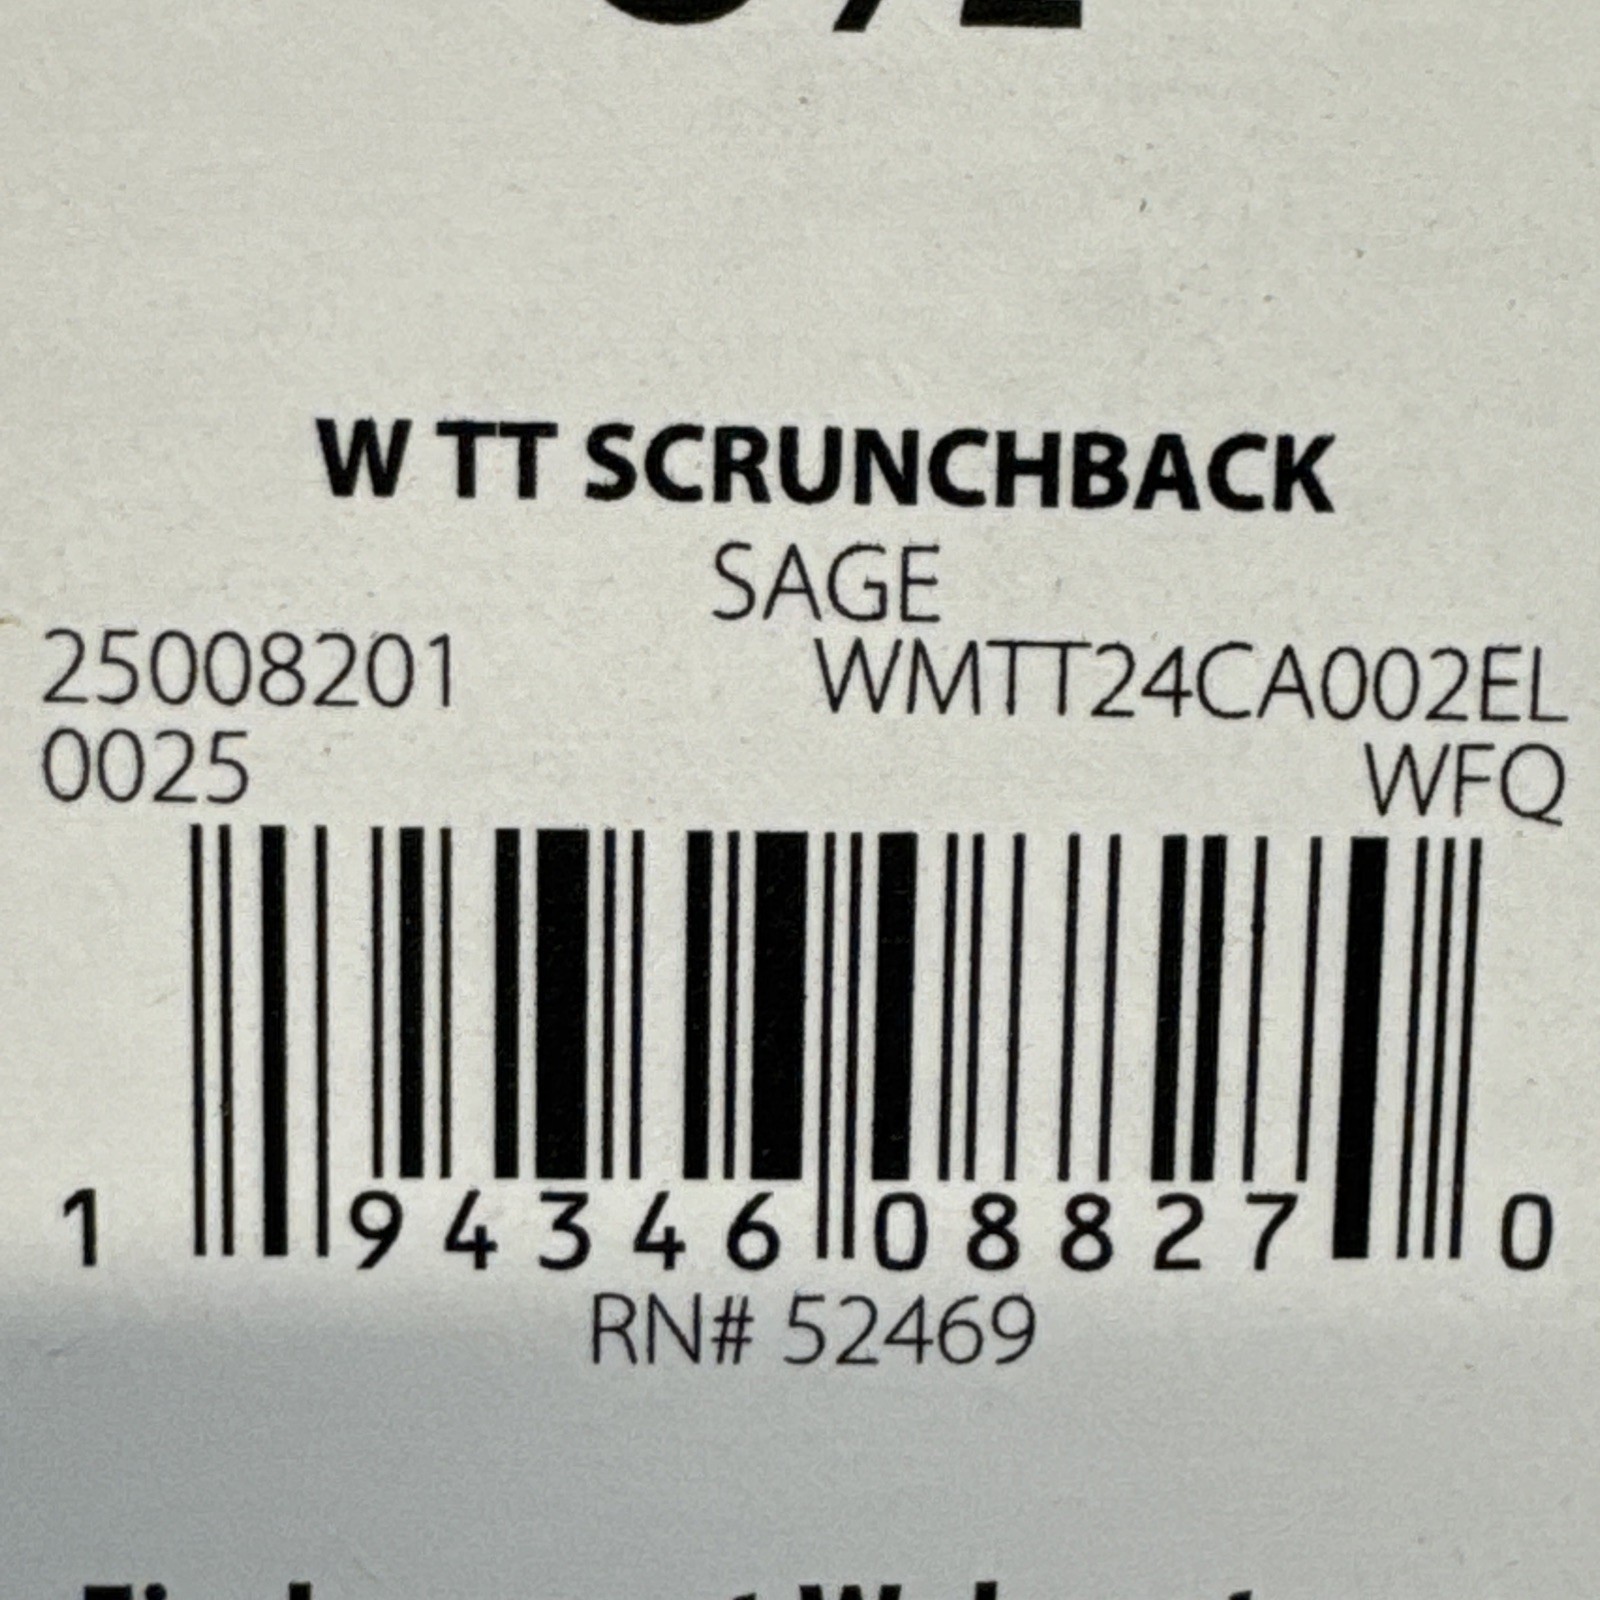 W TT SCRUNCHBACK
SAGE
25008201 WMTT24CA002EL
0025 WFQ
1 94346 08827 0
RN# 52469